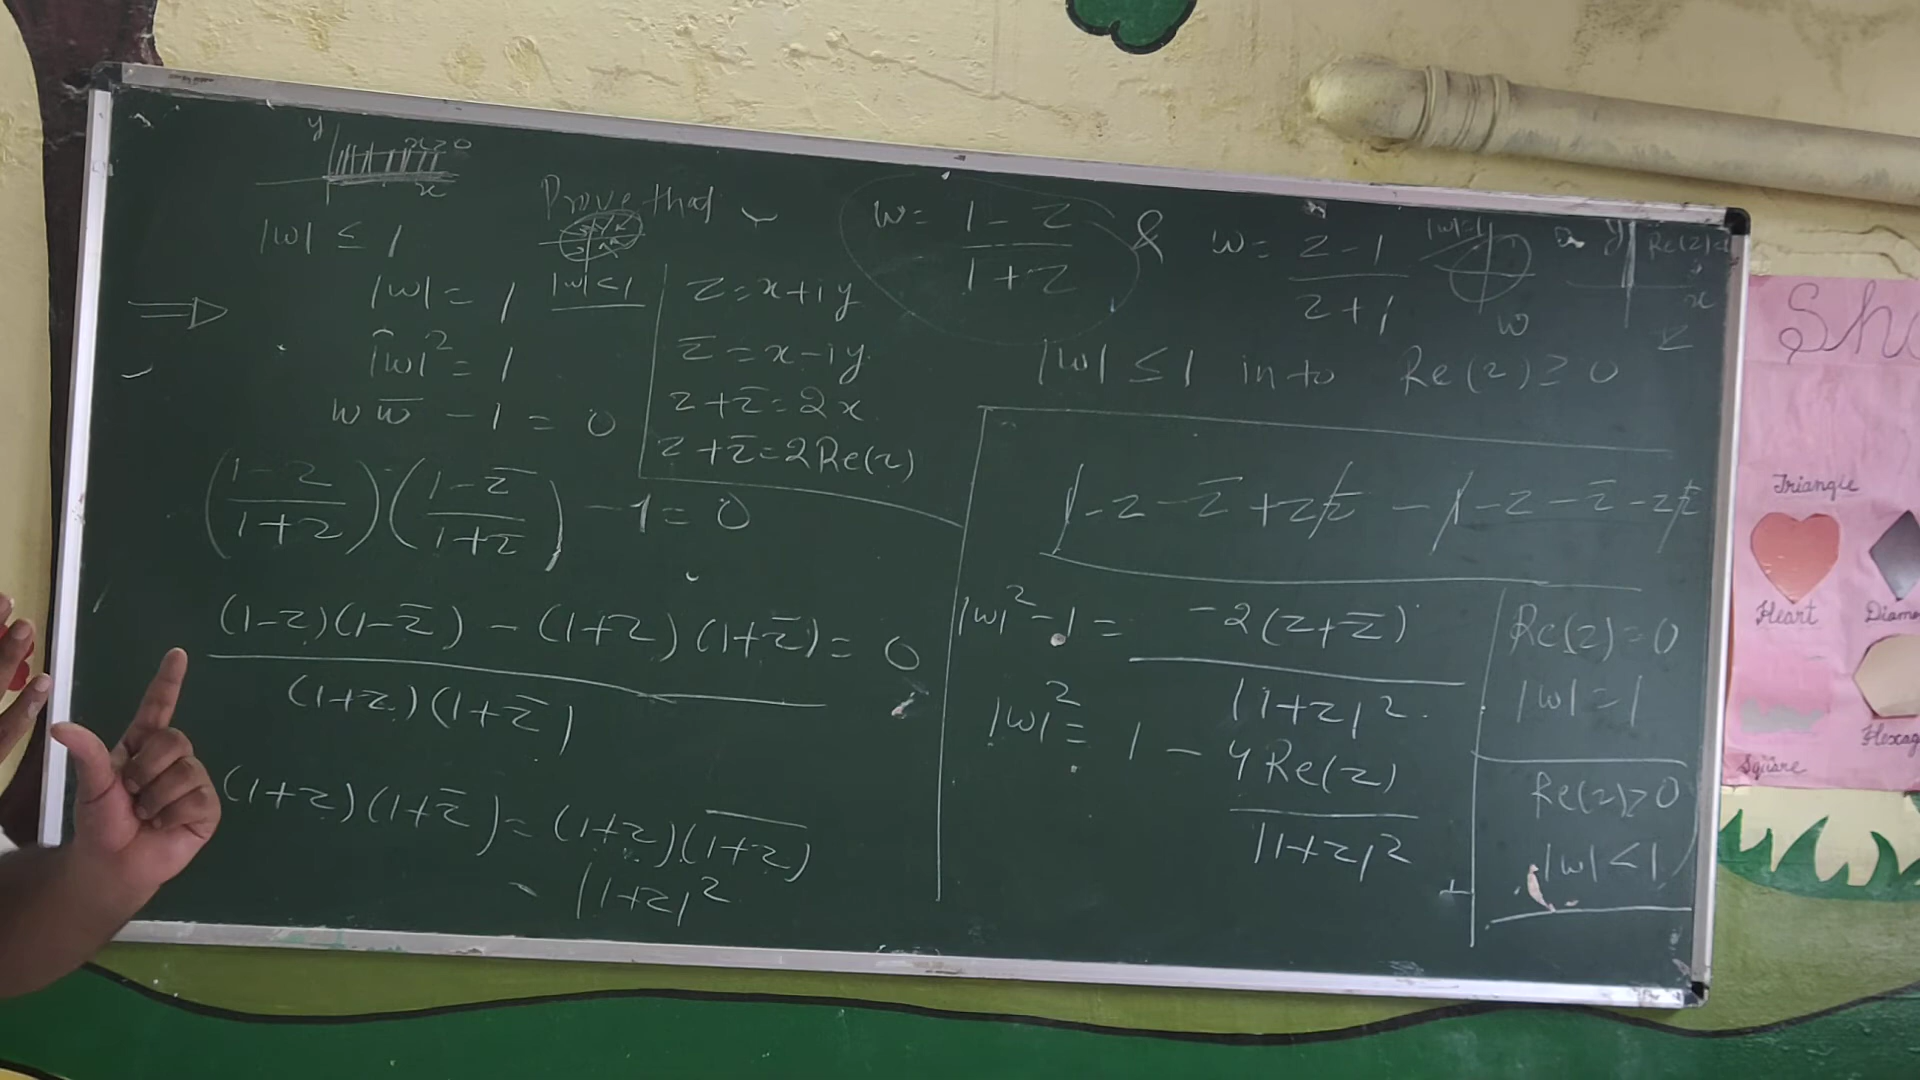 y
x≥0
x
Prove that
w = (1-z)/(1+z) & w = (z-1)/(z+1)
|w|=1
w
y
x
|w| ≤ 1
|w| ≤ 1 into Re(z) ≥ 0
|w| = 1
|w|<1
|w|² = 1
w w̅ - 1 = 0
z = x+iy
z̅ = x-iy
z+z̅ = 2x
z+z̅ = 2Re(z)
((1-z)/(1+z)) ((1-z̅)/(1+z̅)) - 1 = 0
((1-z)(1-z̅) - (1+z)(1+z̅))/((1+z)(1+z̅)) = 0
(1+z)(1+z̅) = (1+z)(\overline{1+z})
= |1+z|²
1-z-z̅+zz̅ - 1-z-z̅-zz̅
|w|²-1 = -2(z+z̅)/|1+z|²
|w|² = 1 - 4Re(z)/|1+z|²
Re(z)=0
|w|=1
Re(z)>0
|w|<1
Triangle
Heart
Square